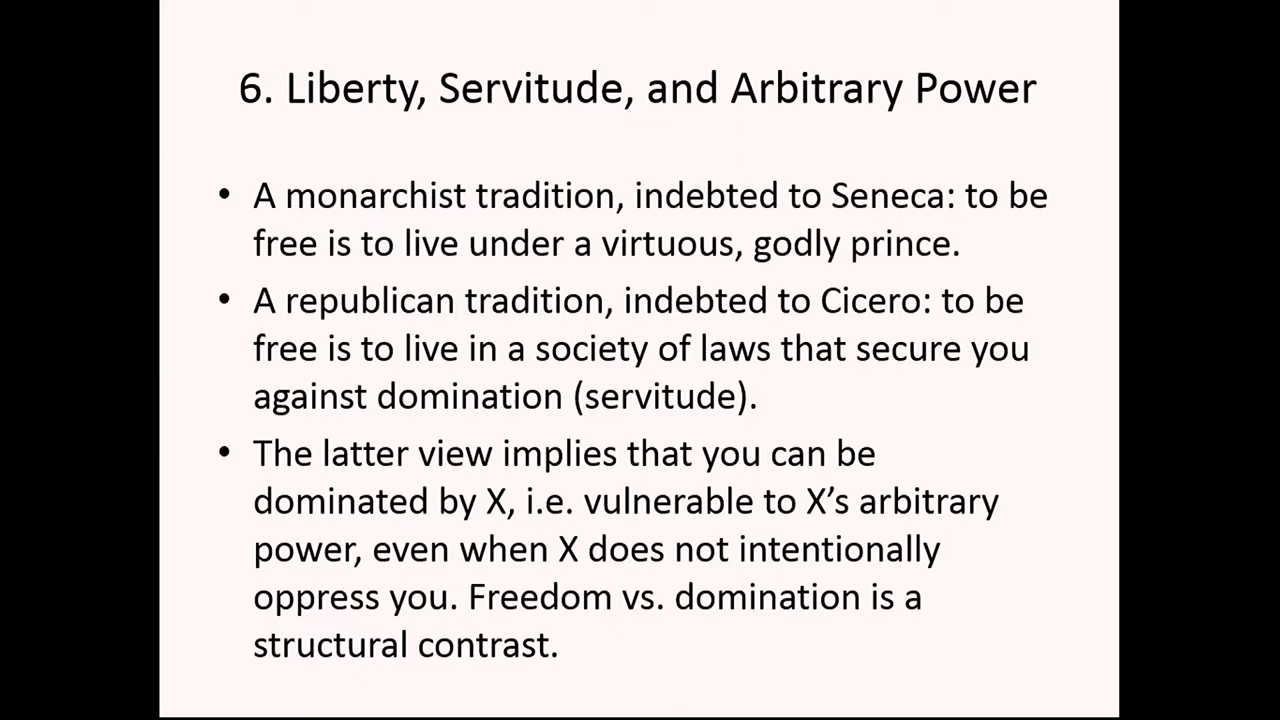 6. Liberty, Servitude, and Arbitrary Power
• A monarchist tradition, indebted to Seneca: to be
free is to live under a virtuous, godly prince.
• A republican tradition, indebted to Cicero: to be
free is to live in a society of laws that secure you
against domination (servitude).
• The latter view implies that you can be
dominated by X, i.e. vulnerable to X’s arbitrary
power, even when X does not intentionally
oppress you. Freedom vs. domination is a
structural contrast.